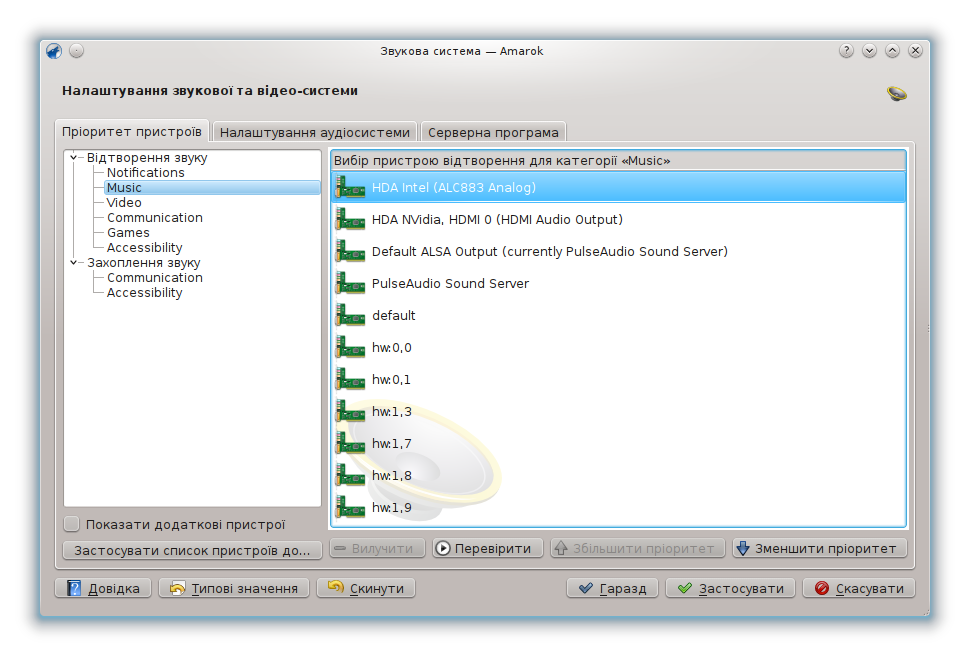 Звукова система — Amarok
Налаштування звукової та відео-системи
Пріоритет пристроїв
Налаштування аудіосистеми
Серверна програма
Відтворення звуку
Notifications
Music
Video
Communication
Games
Accessibility
Захоплення звуку
Communication
Accessibility
Показати додаткові пристрої
Застосувати список пристроїв до...
Вибір пристрою відтворення для категорії «Music»
HDA Intel (ALC883 Analog)
HDA NVidia, HDMI 0 (HDMI Audio Output)
Default ALSA Output (currently PulseAudio Sound Server)
PulseAudio Sound Server
default
hw:0,0
hw:0,1
hw:1,3
hw:1,7
hw:1,8
hw:1,9
Вилучити
Перевірити
Збільшити пріоритет
Зменшити пріоритет
Довідка
Типові значення
Скинути
Гаразд
Застосувати
Скасувати